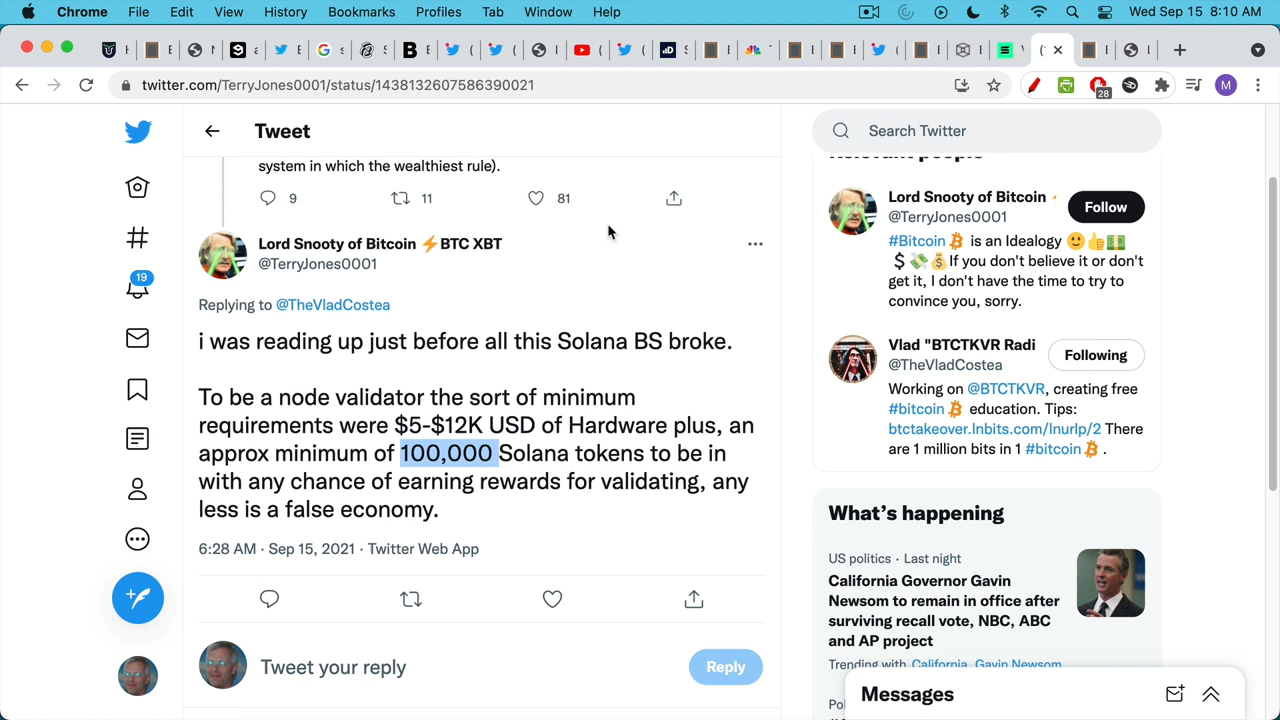 Chrome File Edit View History Bookmarks Profiles Tab Window Help Wed Sep 15 8:10 AM
twitter.com/TerryJones0001/status/1438132607586390021
28
M
Tweet
Search Twitter
system in which the wealthiest rule).
9 11 81
Relevant people
Lord Snooty of Bitcoin ⚡BTC XBT
@TerryJones0001
Replying to @TheVladCostea
i was reading up just before all this Solana BS broke.
To be a node validator the sort of minimum
requirements were $5-$12K USD of Hardware plus, an
approx minimum of 100,000 Solana tokens to be in
with any chance of earning rewards for validating, any
less is a false economy.
6:28 AM · Sep 15, 2021 · Twitter Web App
Tweet your reply
Reply
19
Lord Snooty of Bitcoin
@TerryJones0001
Follow
#Bitcoin is an Idealogy 🙂👍💵
$💸💰If you don't believe it or don't
get it, I don't have the time to try to
convince you, sorry.
Vlad "BTCTKVR Radi
@TheVladCostea
Following
Working on @BTCTKVR, creating free
#bitcoin education. Tips:
btctakeover.lnbits.com/lnurlp/2 There
are 1 million bits in 1 #bitcoin .
What's happening
US politics · Last night
California Governor Gavin
Newsom to remain in office after
surviving recall vote, NBC, ABC
and AP project
Trending with California, Gavin Newsom
Pol
Messages